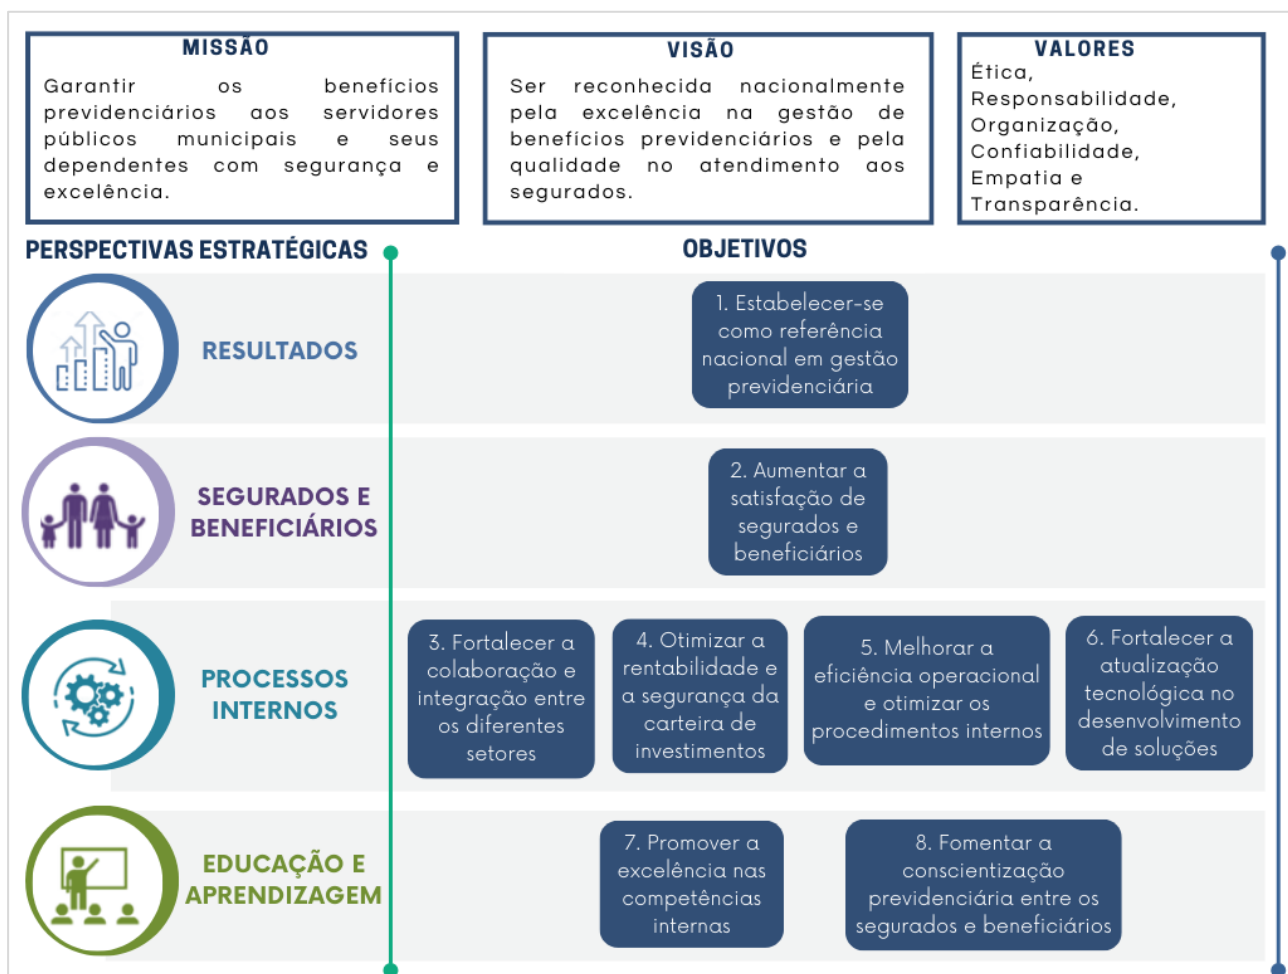 MISSÃO
Garantir os benefícios
previdenciários aos servidores
públicos municipais e seus
dependentes com segurança e
excelência.
VISÃO
Ser reconhecida nacionalmente
pela excelência na gestão de
benefícios previdenciários e pela
qualidade no atendimento aos
segurados.
VALORES
Ética,
Responsabilidade,
Organização,
Confiabilidade,
Empatia e
Transparência.
PERSPECTIVAS ESTRATÉGICAS
OBJETIVOS
RESULTADOS
1. Estabelecer-se
como referência
nacional em gestão
previdenciária
SEGURADOS E
BENEFICIÁRIOS
2. Aumentar a
satisfação de
segurados e
beneficiários
PROCESSOS
INTERNOS
3. Fortalecer a
colaboração e
integração entre
os diferentes
setores
4. Otimizar a
rentabilidade e
a segurança da
carteira de
investimentos
5. Melhorar a
eficiência operacional
e otimizar os
procedimentos internos
6. Fortalecer a
atualização
tecnológica no
desenvolvimento
de soluções
EDUCAÇÃO E
APRENDIZAGEM
7. Promover a
excelência nas
competências
internas
8. Fomentar a
conscientização
previdenciária entre os
segurados e beneficiários